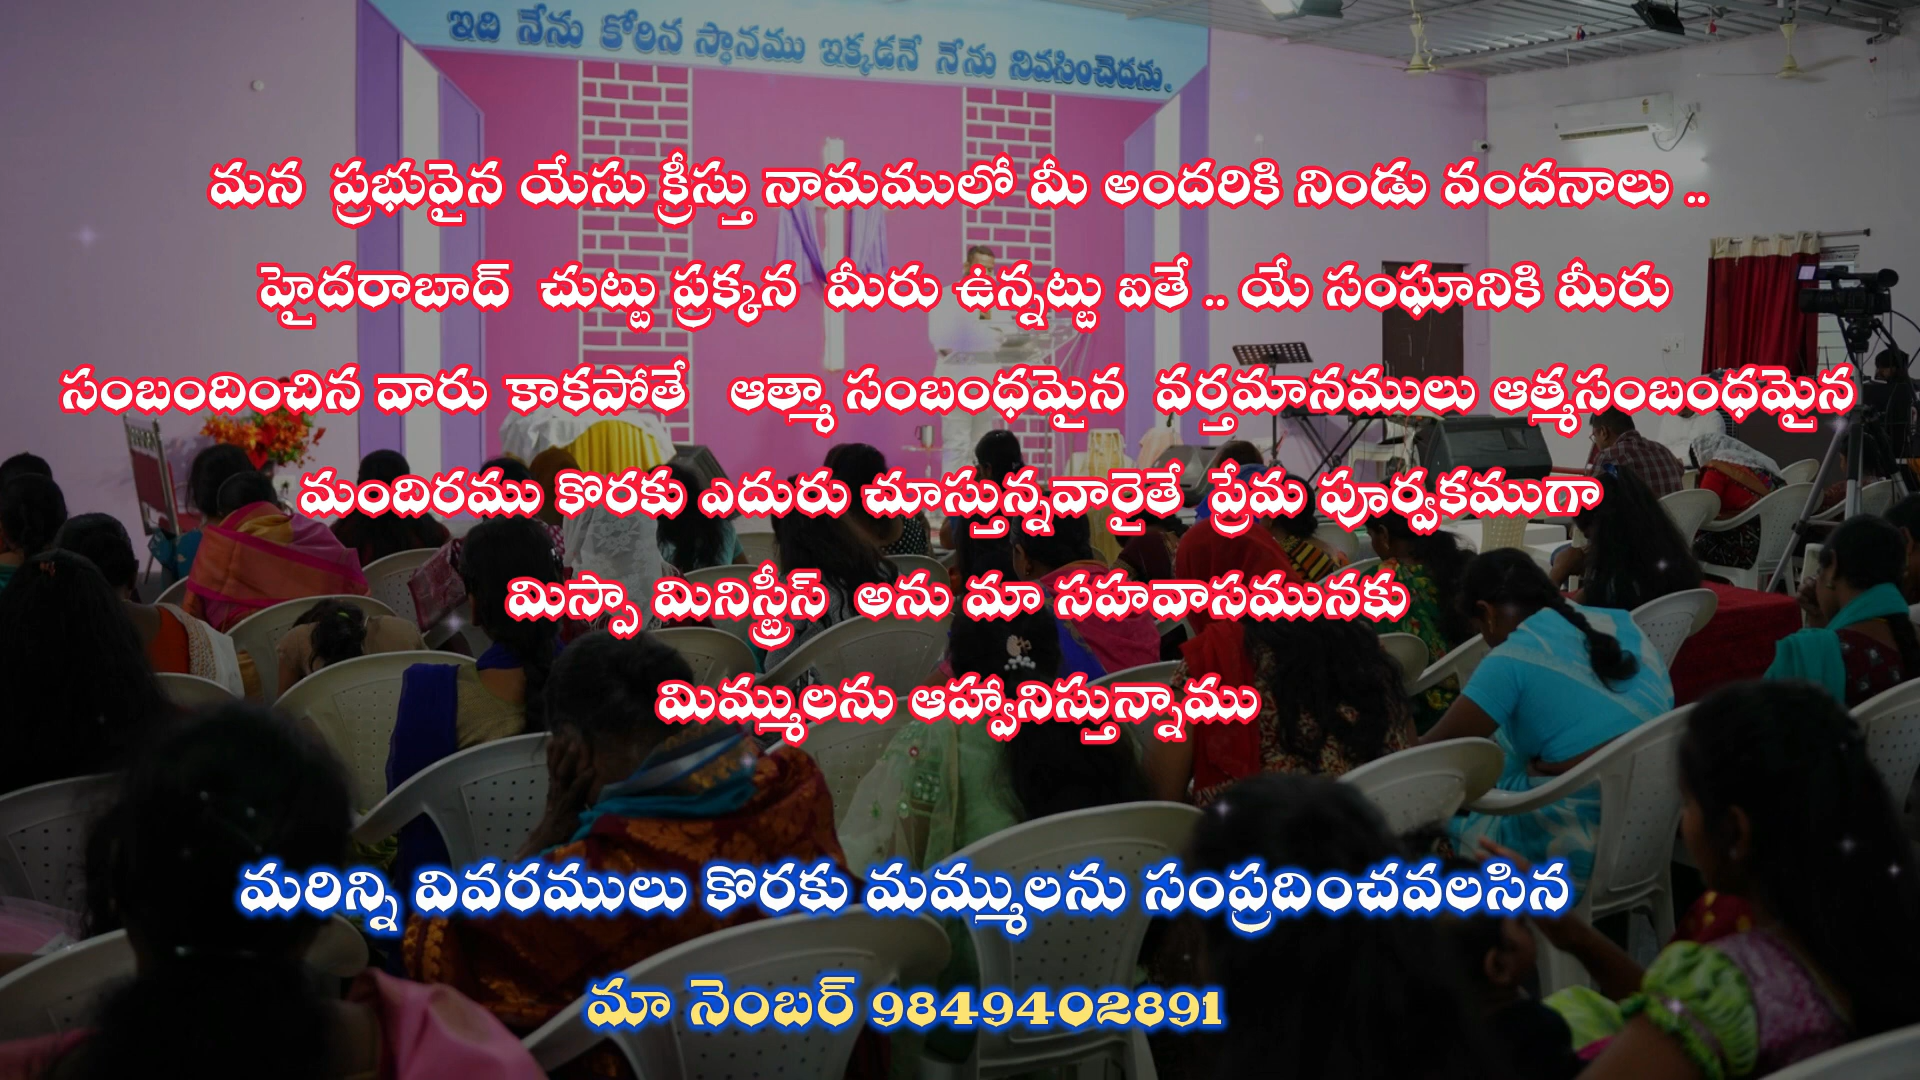 ఇది నేను కోరిన స్థానము ఇక్కడనే నేను నివసించెదను.
మన ప్రభువైన యేసు క్రీస్తు నామములో మీ అందరికి నిండు వందనాలు ..
హైదరాబాద్ చుట్టు ప్రక్కన మీరు ఉన్నట్టు ఐతే .. యే సంఘానికి మీరు
సంబందించిన వారు కాకపోతే ఆత్మా సంబంధమైన వర్తమానములు ఆత్మసంబంధమైన
మందిరము కొరకు ఎదురు చూస్తున్నవారైతే ప్రేమ పూర్వకముగా
మిస్పా మినిస్ట్రీస్ అను మా సహవాసమునకు
మిమ్ములను ఆహ్వానిస్తున్నాము
మరిన్ని వివరములు కొరకు మమ్ములను సంప్రదించవలసిన
మా నెంబర్ 9849402891